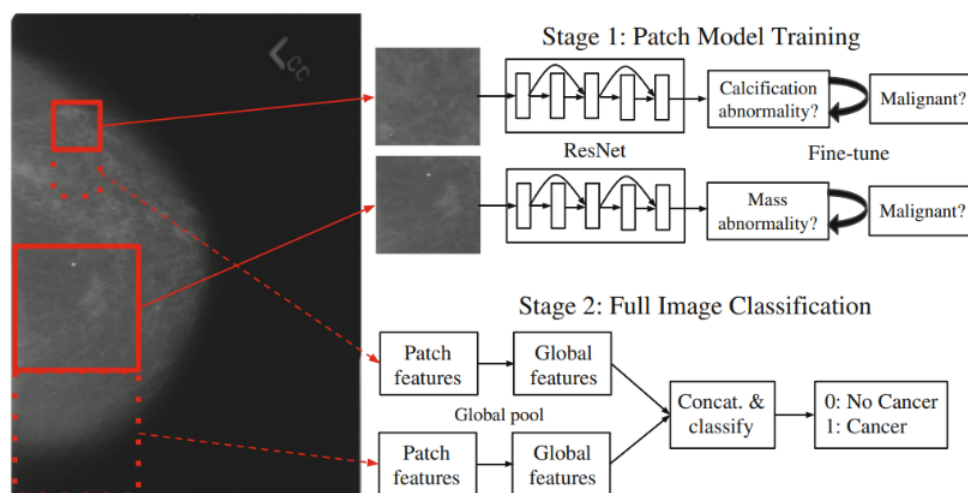 LCC
Stage 1: Patch Model Training
Calcification
abnormality?
Malignant?
ResNet
Fine-tune
Mass
abnormality?
Malignant?
Stage 2: Full Image Classification
Patch
features
Global
features
Global pool
Patch
features
Global
features
Concat. &
classify
0: No Cancer
1: Cancer